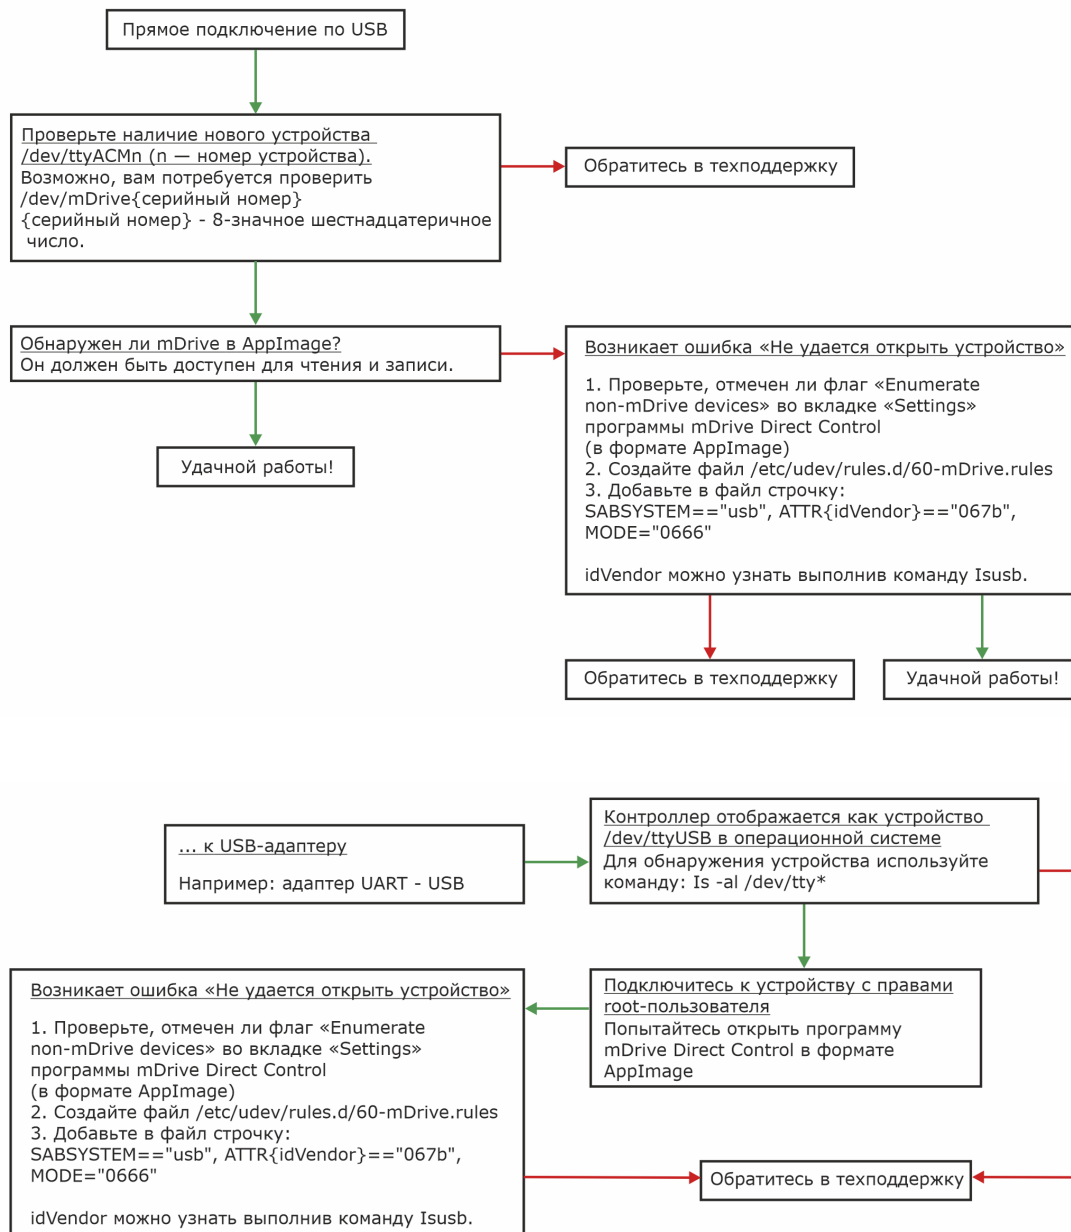 Прямое подключение по USB
Проверьте наличие нового устройства
/dev/ttyACMn (n — номер устройства).
Возможно, вам потребуется проверить
/dev/mDrive{серийный номер}
{серийный номер} - 8-значное шестнадцатеричное
число.
Обратитесь в техподдержку
Обнаружен ли mDrive в AppImage?
Он должен быть доступен для чтения и записи.
Удачной работы!
Возникает ошибка «Не удается открыть устройство»
1. Проверьте, отмечен ли флаг «Enumerate
non-mDrive devices» во вкладке «Settings»
программы mDrive Direct Control
(в формате AppImage)
2. Создайте файл /etc/udev/rules.d/60-mDrive.rules
3. Добавьте в файл строчку:
SABSYSTEM=="usb", ATTR{idVendor}=="067b",
MODE="0666"
idVendor можно узнать выполнив команду Isusb.
Обратитесь в техподдержку
Удачной работы!
... к USB-адаптеру
Например: адаптер UART - USB
Контроллер отображается как устройство
/dev/ttyUSB в операционной системе
Для обнаружения устройства используйте
команду: Is -al /dev/tty*
Подключитесь к устройству с правами
root-пользователя
Попытайтесь открыть программу
mDrive Direct Control в формате
AppImage
Возникает ошибка «Не удается открыть устройство»
1. Проверьте, отмечен ли флаг «Enumerate
non-mDrive devices» во вкладке «Settings»
программы mDrive Direct Control
(в формате AppImage)
2. Создайте файл /etc/udev/rules.d/60-mDrive.rules
3. Добавьте в файл строчку:
SABSYSTEM=="usb", ATTR{idVendor}=="067b",
MODE="0666"
idVendor можно узнать выполнив команду Isusb.
Обратитесь в техподдержку